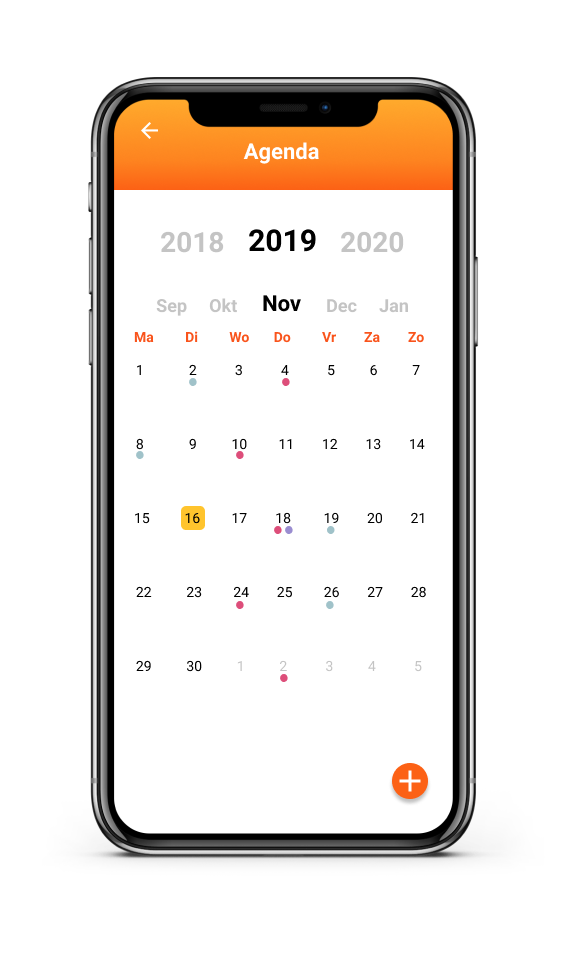 Agenda
2018 2019 2020
Sep Okt Nov Dec Jan
Ma Di Wo Do Vr Za Zo
1 2 3 4 5 6 7
8 9 10 11 12 13 14
15 16 17 18 19 20 21
22 23 24 25 26 27 28
29 30 1 2 3 4 5